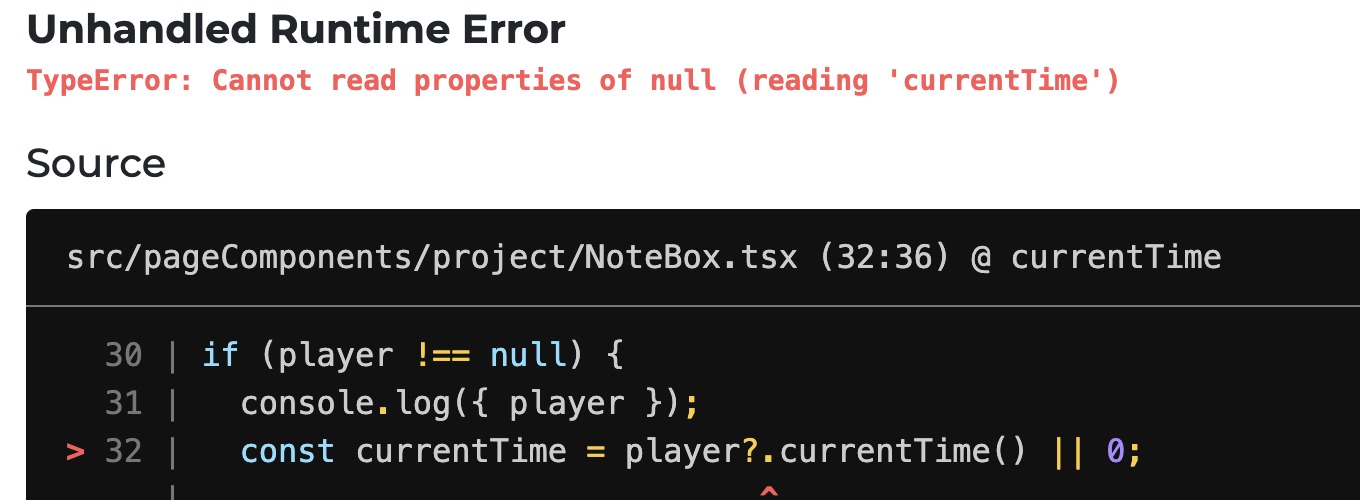 Unhandled Runtime Error
TypeError: Cannot read properties of null (reading 'currentTime')
Source
src/pageComponents/project/NoteBox.tsx (32:36) @ currentTime
30 | if (player !== null) {
31 |   console.log({ player });
> 32 |   const currentTime = player?.currentTime() || 0;
| ^